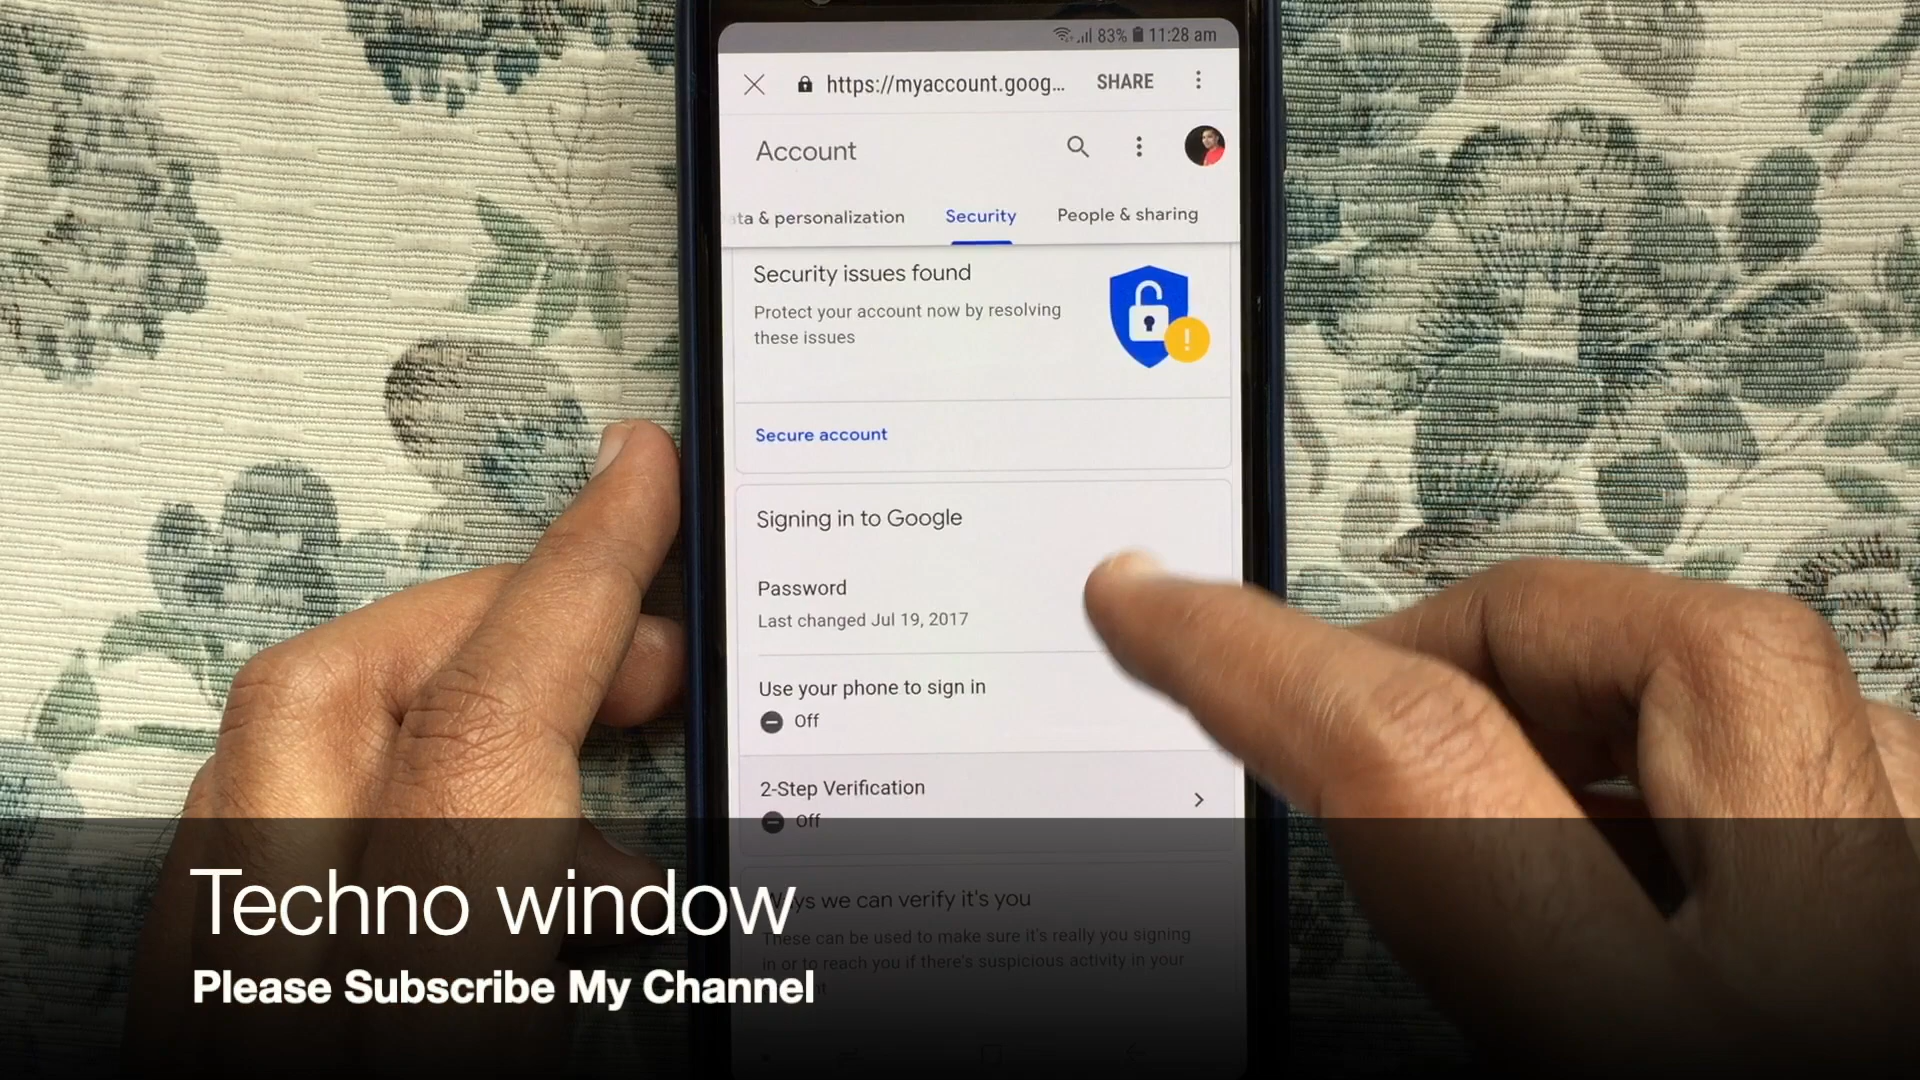 83% 11:28 am
https://myaccount.goog... SHARE
Account
ata & personalization Security People & sharing
Security issues found
Protect your account now by resolving
these issues
Secure account
Signing in to Google
Password
Last changed Jul 19, 2017
Use your phone to sign in
Off
2-Step Verification
Off
Ways we can verify it's you
These can be used to make sure it's really you signing
in or to reach you if there's suspicious activity in your
Techno window
Please Subscribe My Channel